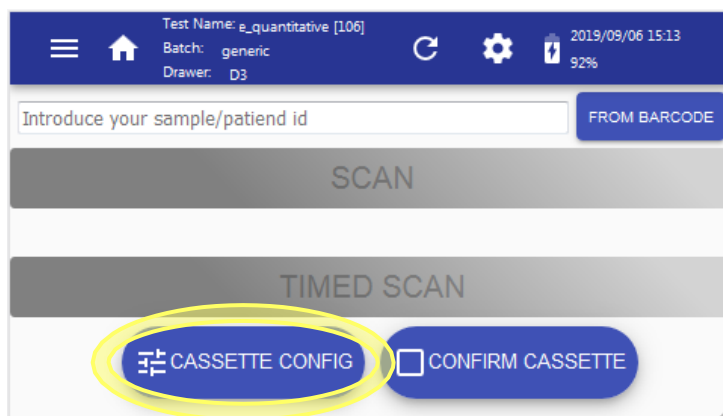 Test Name: e_quantitative [106]
Batch: generic
Drawer: D3
2019/09/06 15:13
92%
Introduce your sample/patiend id
FROM BARCODE
SCAN
TIMED SCAN
CASSETTE CONFIG
CONFIRM CASSETTE